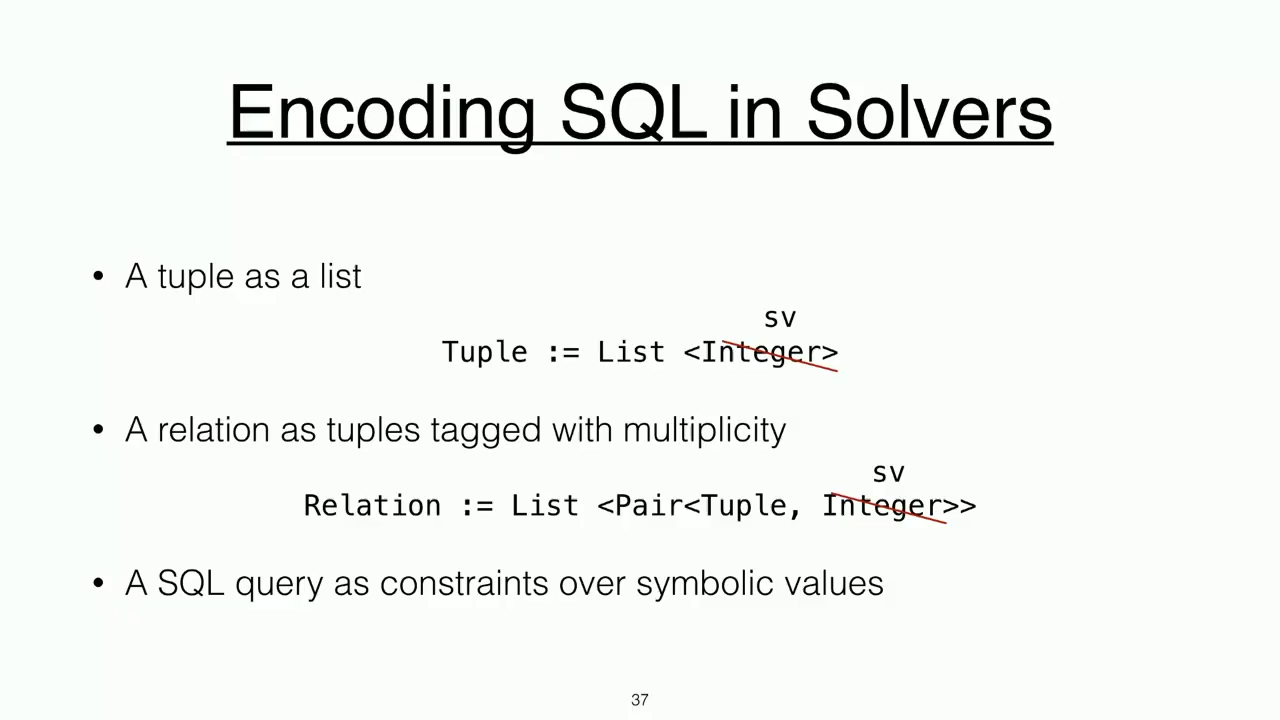 Encoding SQL in Solvers
• A tuple as a list
sv
Tuple := List <Integer>
• A relation as tuples tagged with multiplicity
sv
Relation := List <Pair<Tuple, Integer>>
• A SQL query as constraints over symbolic values
37